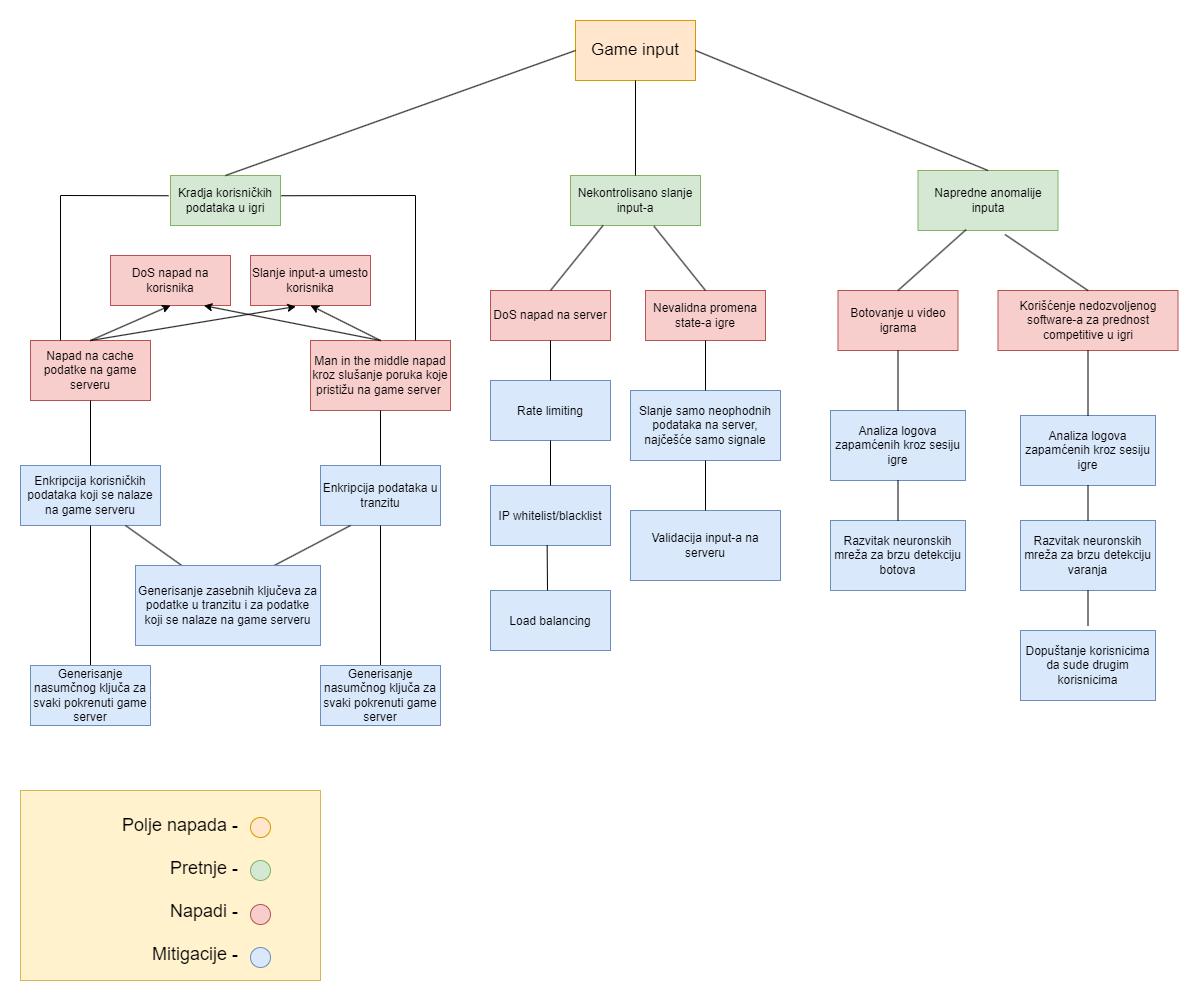 Game input
Kradja korisničkih
podataka u igri
Nekontrolisano slanje
input-a
Napredne anomalije
inputa
DoS napad na
korisnika
Slanje input-a umesto
korisnika
Napad na cache
podatke na game
serveru
Man in the middle napad
kroz slušanje poruka koje
pristižu na game server
DoS napad na server
Nevalidna promena
state-a igre
Botovanje u video
igrama
Korišćenje nedozvoljenog
software-a za prednost
competitive u igri
Enkripcija korisničkih
podataka koji se nalaze
na game serveru
Enkripcija podataka u
tranzitu
Generisanje zasebnih ključeva za
podatke u tranzitu i za podatke
koji se nalaze na game serveru
Generisanje
nasumčnog ključa za
svaki pokrenuti game
server
Generisanje
nasumčnog ključa za
svaki pokrenuti game
server
Rate limiting
IP whitelist/blacklist
Load balancing
Slanje samo neophodnih
podataka na server,
najčešće samo signale
Validacija input-a na
serveru
Analiza logova
zapamćenih kroz sesiju
igre
Razvitak neuronskih
mreža za brzu detekciju
botova
Analiza logova
zapamćenih kroz sesiju
igre
Razvitak neuronskih
mreža za brzu detekciju
varanja
Dopuštanje korisnicima
da sude drugim
korisnicima
Polje napada -
Pretnje -
Napadi -
Mitigacije -